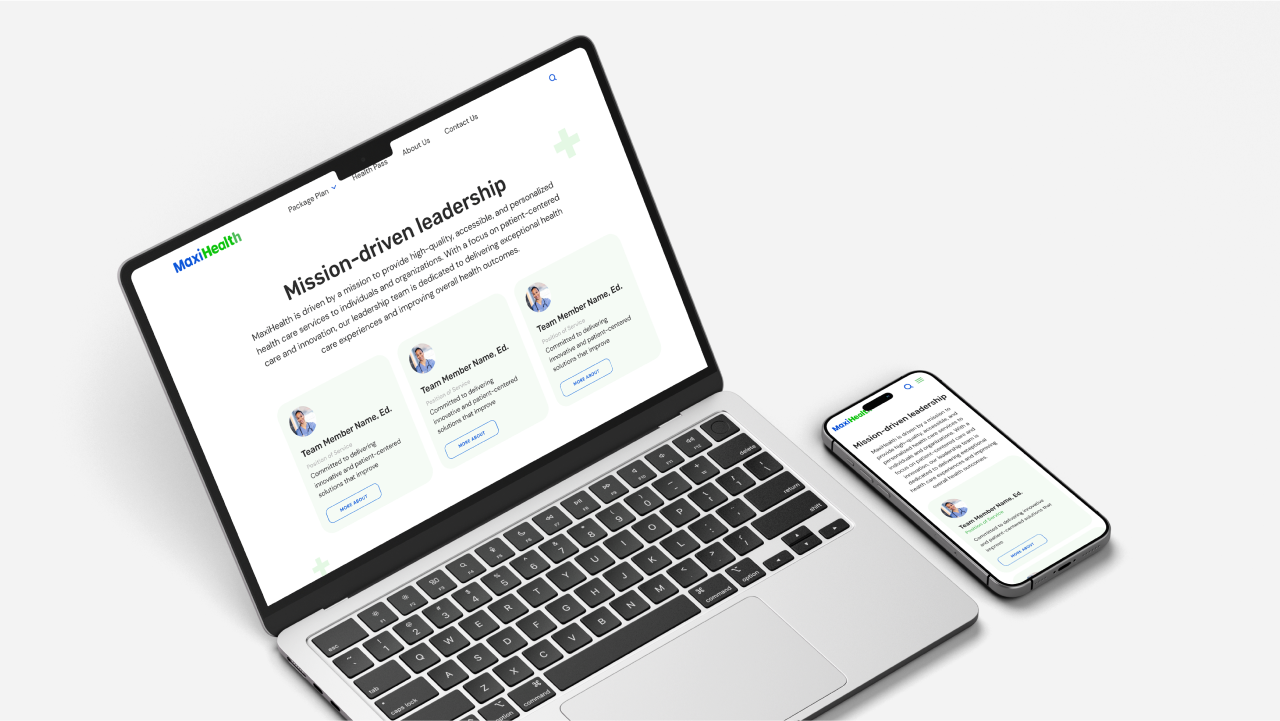 MaxiHealth
Package Plan
Health Pass
About Us
Contact Us
Mission-driven leadership
MaxiHealth is driven by a mission to provide high-quality, accessible, and personalized
health care services to individuals and organizations. With a focus on patient-centered
care and innovation, our leadership team is dedicated to delivering exceptional health
care experiences and improving overall health outcomes.
Team Member Name, Ed.
Position of Service
Committed to delivering
innovative and patient-centered
solutions that improve
MORE ABOUT
Team Member Name, Ed.
Position of Service
Committed to delivering
innovative and patient-centered
solutions that improve
MORE ABOUT
Team Member Name, Ed.
Position of Service
Committed to delivering
innovative and patient-centered
solutions that improve
MORE ABOUT
esc
delete
tab
Q W E R T Y U I O P
return
caps lock
A S D F G H J K L
shift
Z X C V B N M
option
command
command
option
MaxiHealth
Mission-driven leadership
MaxiHealth is driven by a mission to
provide high-quality, accessible, and
personalized health care services to
individuals and organizations. With a
focus on patient-centered care and
innovation, our leadership team is
dedicated to delivering exceptional
health care experiences and improving
overall health outcomes.
Team Member Name, Ed.
Position of Service
Committed to delivering innovative
and patient-centered solutions that
improve
MORE ABOUT